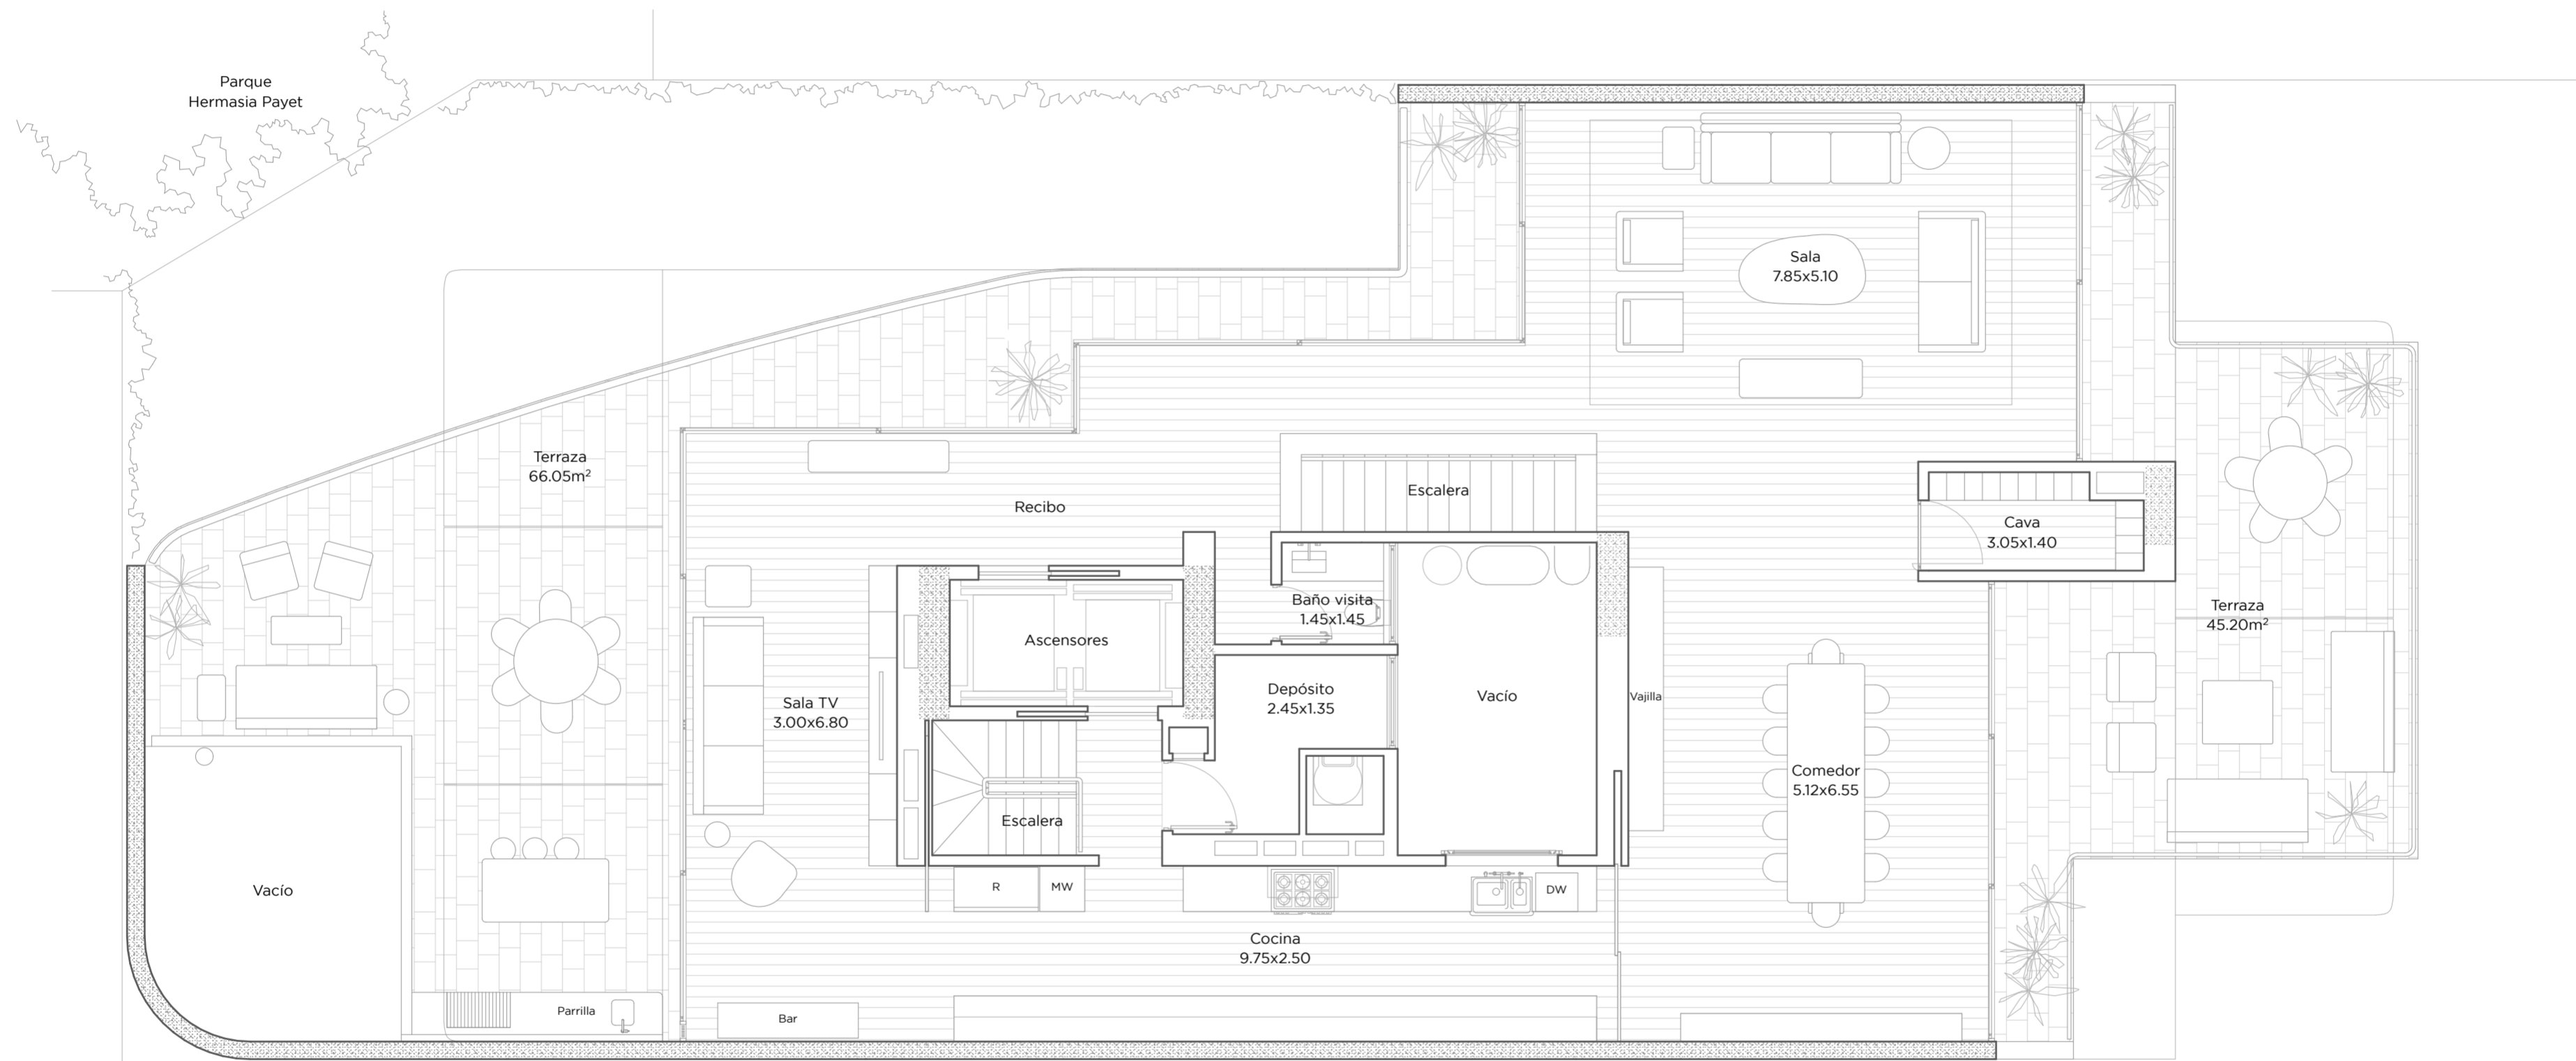 Parque
Hermasia Payet
Sala
7.85x5.10
Terraza
66.05m²
Recibo
Escalera
Cava
3.05x1.40
Baño visita
1.45x1.45
Terraza
45.20m²
Ascensores
Sala TV
3.00x6.80
Depósito
2.45x1.35
Vacío
Vajilla
Comedor
5.12x6.55
Escalera
Vacío
R
MW
DW
Cocina
9.75x2.50
Parrilla
Bar